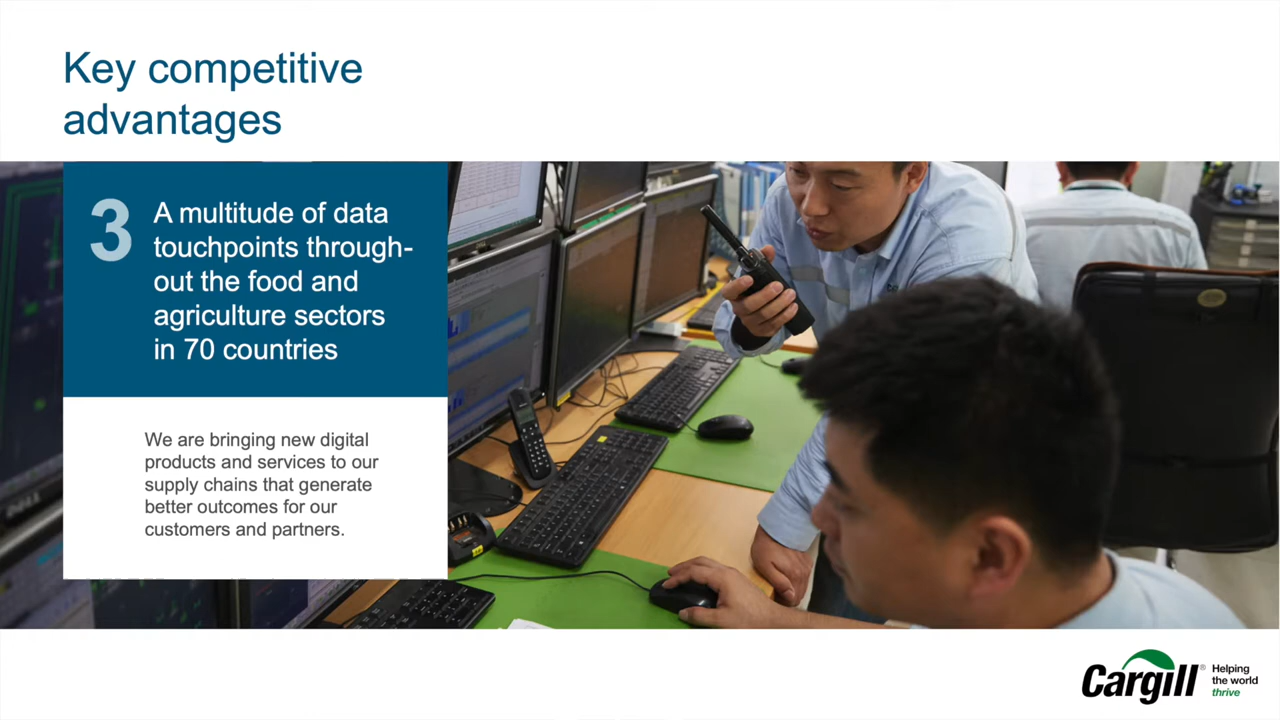 Key competitive
advantages
3
A multitude of data
touchpoints through-
out the food and
agriculture sectors
in 70 countries
We are bringing new digital
products and services to our
supply chains that generate
better outcomes for our
customers and partners.
Cargill®
Helping
the world
thrive